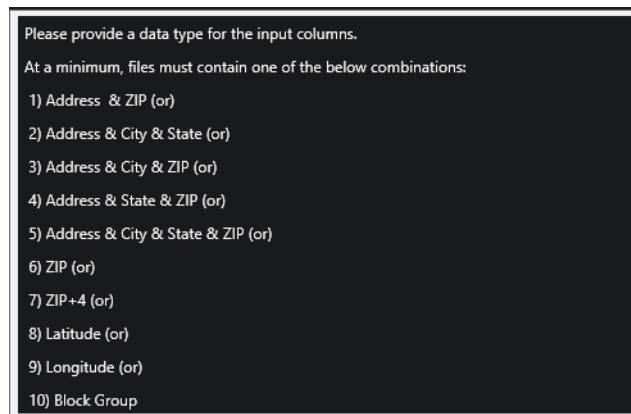 Please provide a data type for the input columns.
At a minimum, files must contain one of the below combinations:
1) Address & ZIP (or)
2) Address & City & State (or)
3) Address & City & ZIP (or)
4) Address & State & ZIP (or)
5) Address & City & State & ZIP (or)
6) ZIP (or)
7) ZIP+4 (or)
8) Latitude (or)
9) Longitude (or)
10) Block Group